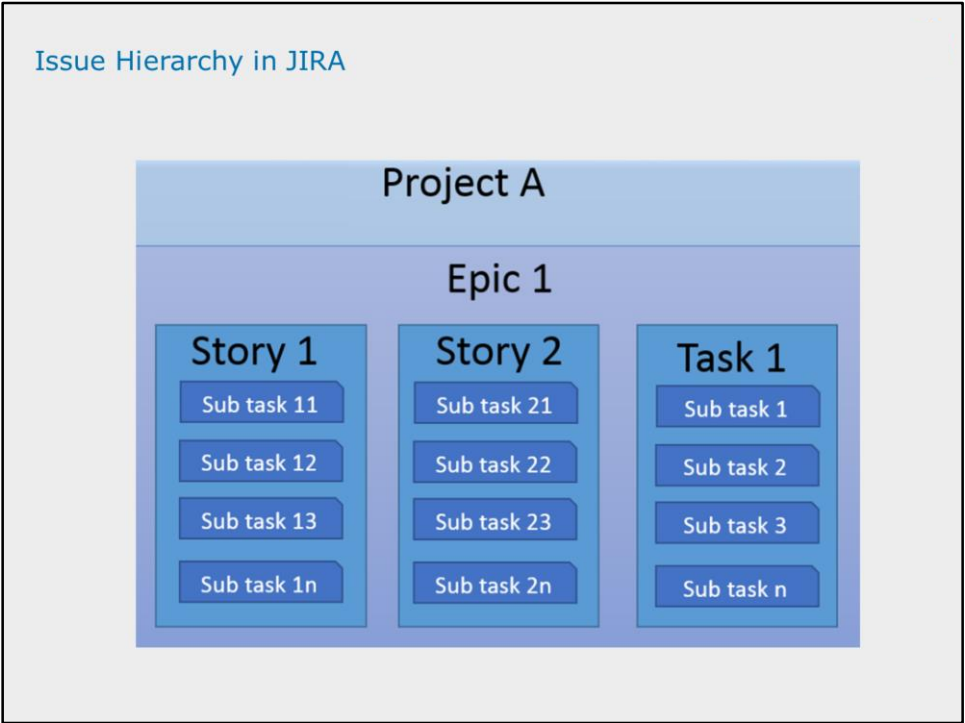 Issue Hierarchy in JIRA
Project A
Epic 1
Story 1
Sub task 11
Sub task 12
Sub task 13
Sub task 1n
Story 2
Sub task 21
Sub task 22
Sub task 23
Sub task 2n
Task 1
Sub task 1
Sub task 2
Sub task 3
Sub task n